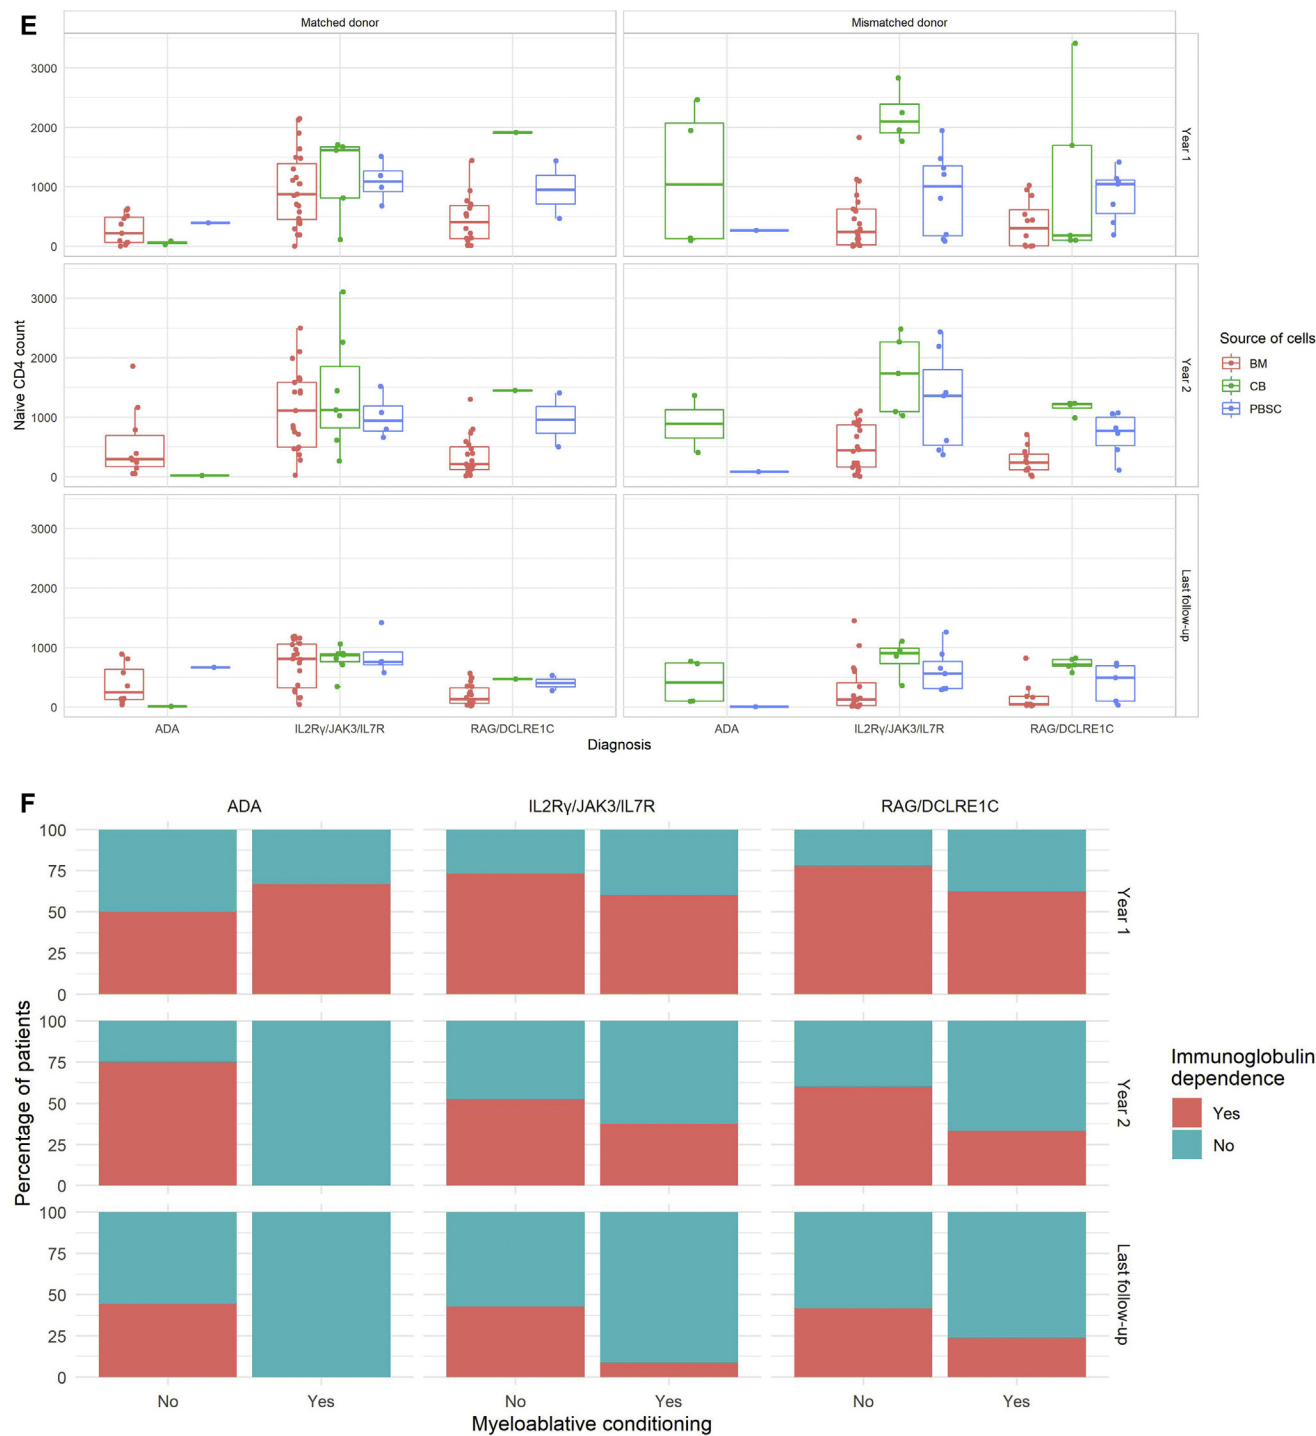 E
Matched donor
Mismatched donor
3000
2000
1000
0
Year 1
3000
2000
1000
0
Year 2
3000
2000
1000
0
Last follow-up
Naive CD4 count
ADA
IL2Rγ/JAK3/IL7R
RAG/DCLRE1C
ADA
IL2Rγ/JAK3/IL7R
RAG/DCLRE1C
Diagnosis
Source of cells
BM
CB
PBSC
F
ADA
IL2Rγ/JAK3/IL7R
RAG/DCLRE1C
100
75
50
25
0
Year 1
100
75
50
25
0
Year 2
100
75
50
25
0
Last follow-up
Percentage of patients
No
Yes
No
Yes
No
Yes
Myeloablative conditioning
Immunoglobulin
dependence
Yes
No